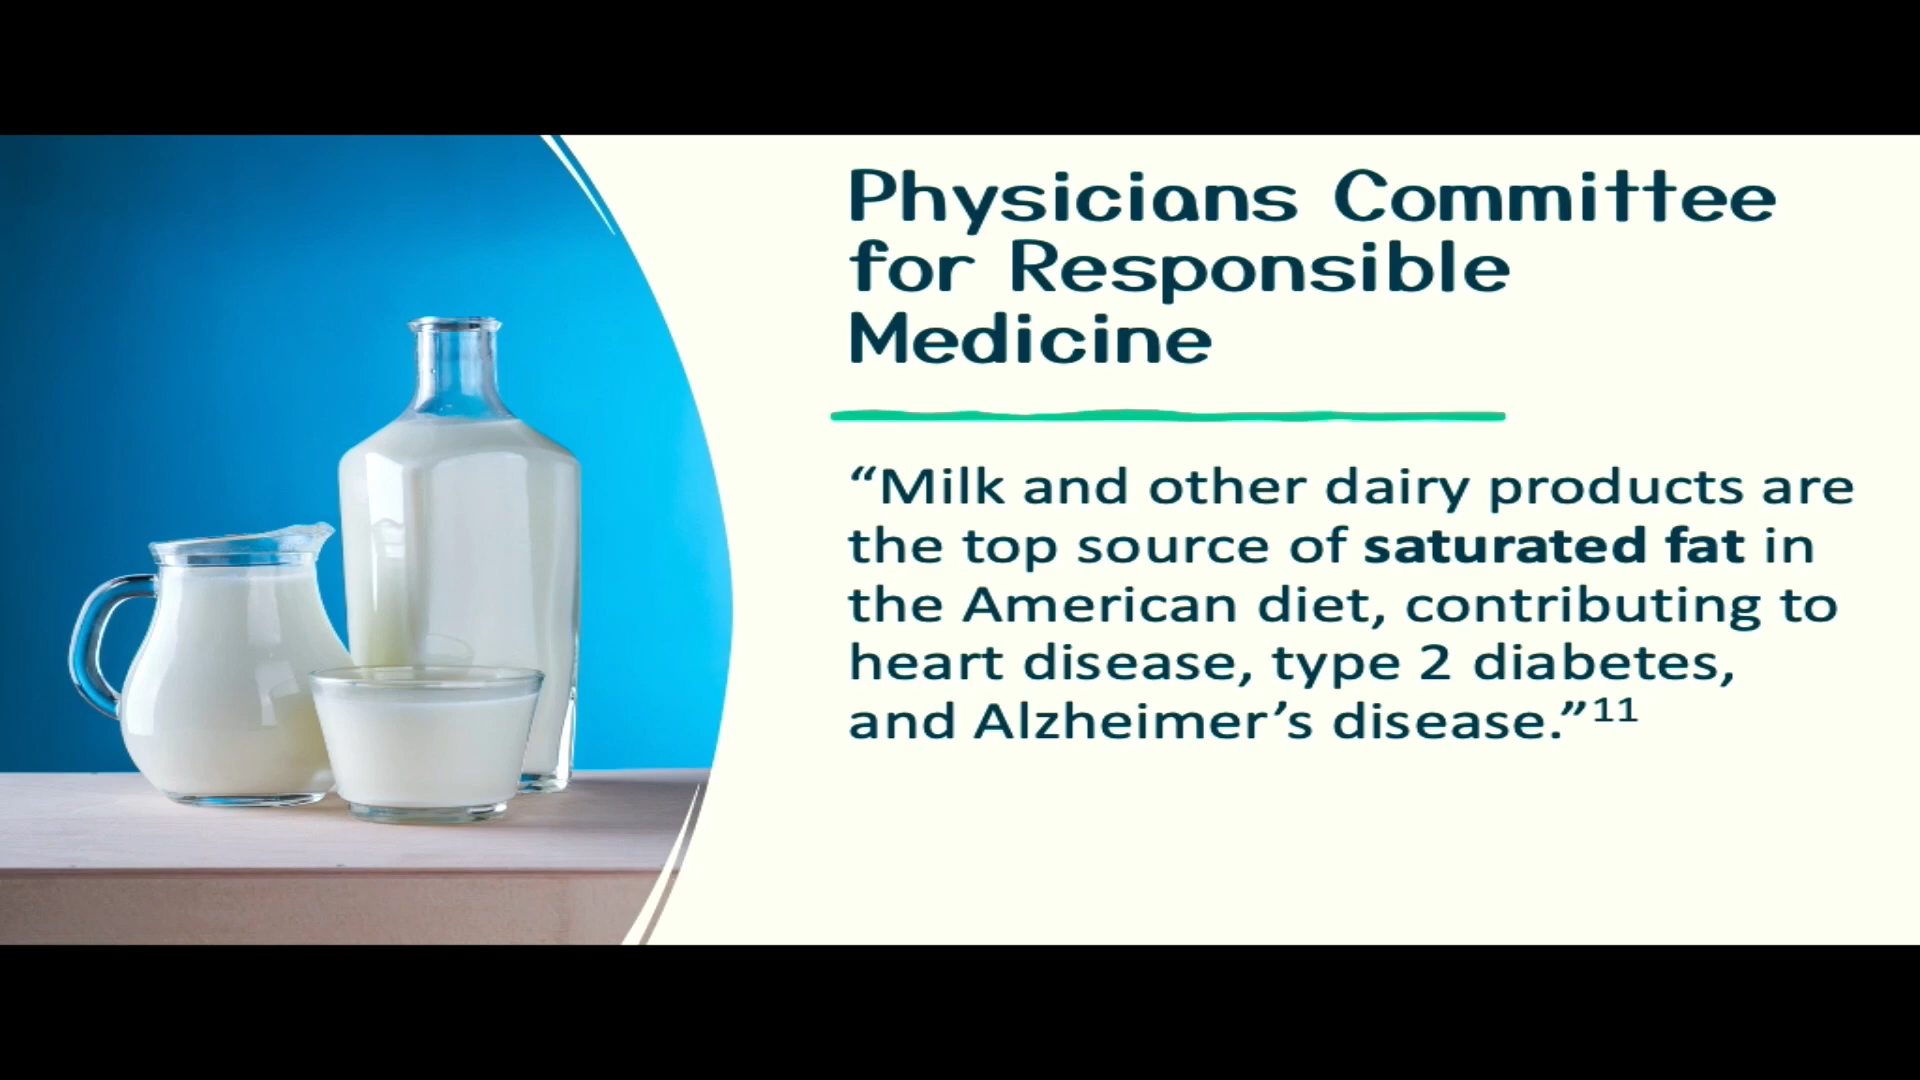 Physicians Committee
for Responsible
Medicine
“Milk and other dairy products are
the top source of saturated fat in
the American diet, contributing to
heart disease, type 2 diabetes,
and Alzheimer’s disease.”11